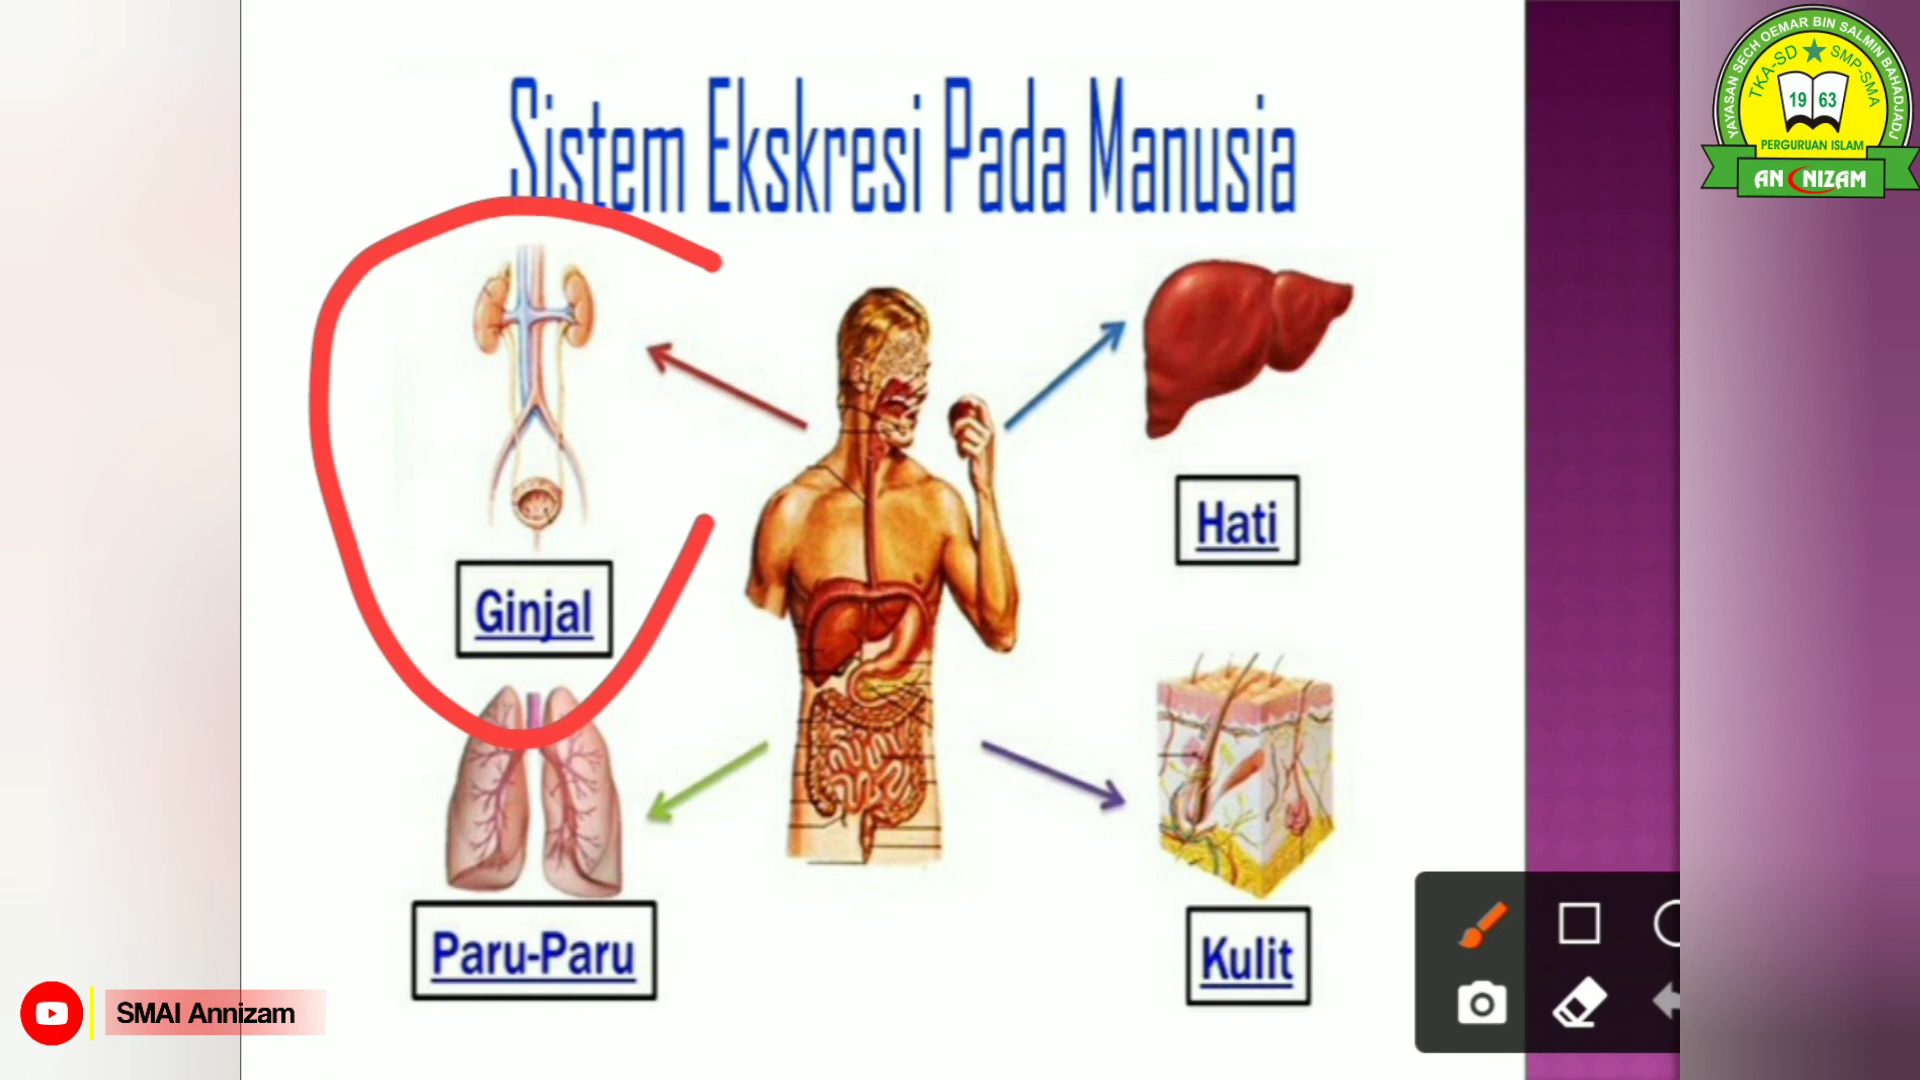 Sistem Ekskresi Pada Manusia
Ginjal
Hati
Paru-Paru
Kulit
SMAI Annizam
YAYASAN SECH OEMAR BIN SALMIN BAHADJADJ
TKA-SD SMP-SMA
19 63
PERGURUAN ISLAM
AN NIZAM